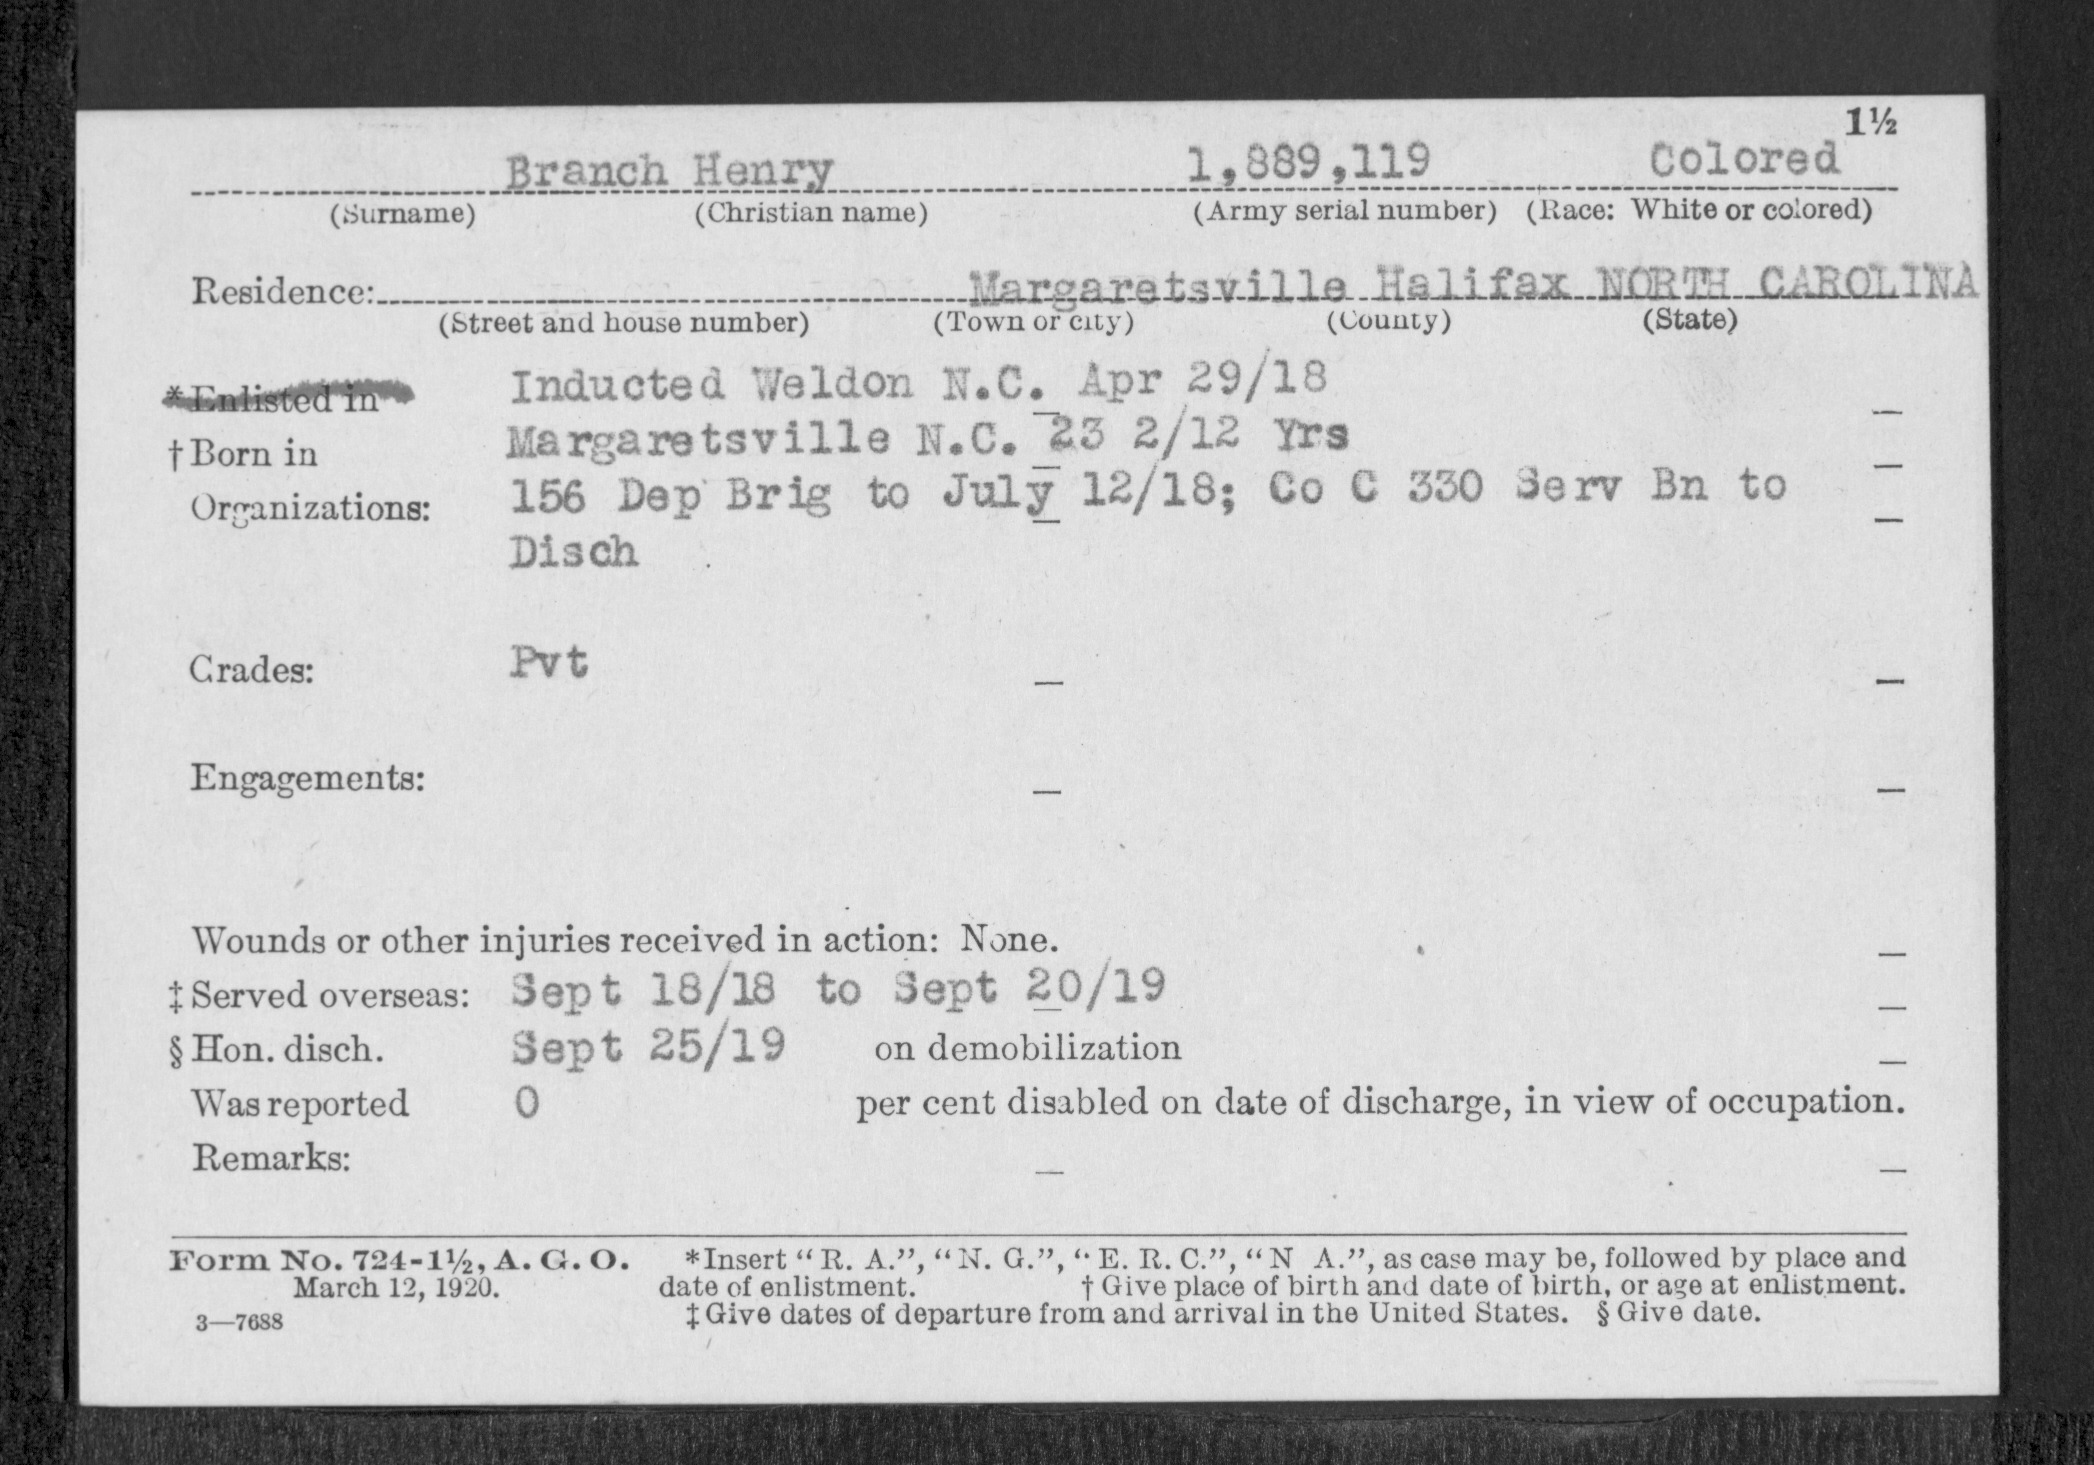 1½
Branch Henry 1,889,119 Colored
(Surname) (Christian name) (Army serial number) (Race: White or colored)
Residence: Margaretsville Halifax NORTH CAROLINA
(Street and house number) (Town or city) (County) (State)
*Enlisted in Inducted Weldon N.C. Apr 29/18
†Born in Margaretsville N.C. 23 2/12 Yrs
Organizations: 156 Dep Brig to July 12/18; Co C 330 Serv Bn to
Disch
Grades: Pvt
Engagements:
Wounds or other injuries received in action: None.
‡Served overseas: Sept 18/18 to Sept 20/19
§Hon. disch. Sept 25/19 on demobilization
Was reported 0 per cent disabled on date of discharge, in view of occupation.
Remarks:
Form No. 724-1½, A. G. O. *Insert "R. A.", "N. G.", "E. R. C.", "N A.", as case may be, followed by place and
March 12, 1920. date of enlistment. †Give place of birth and date of birth, or age at enlistment.
3—7688 ‡Give dates of departure from and arrival in the United States. §Give date.